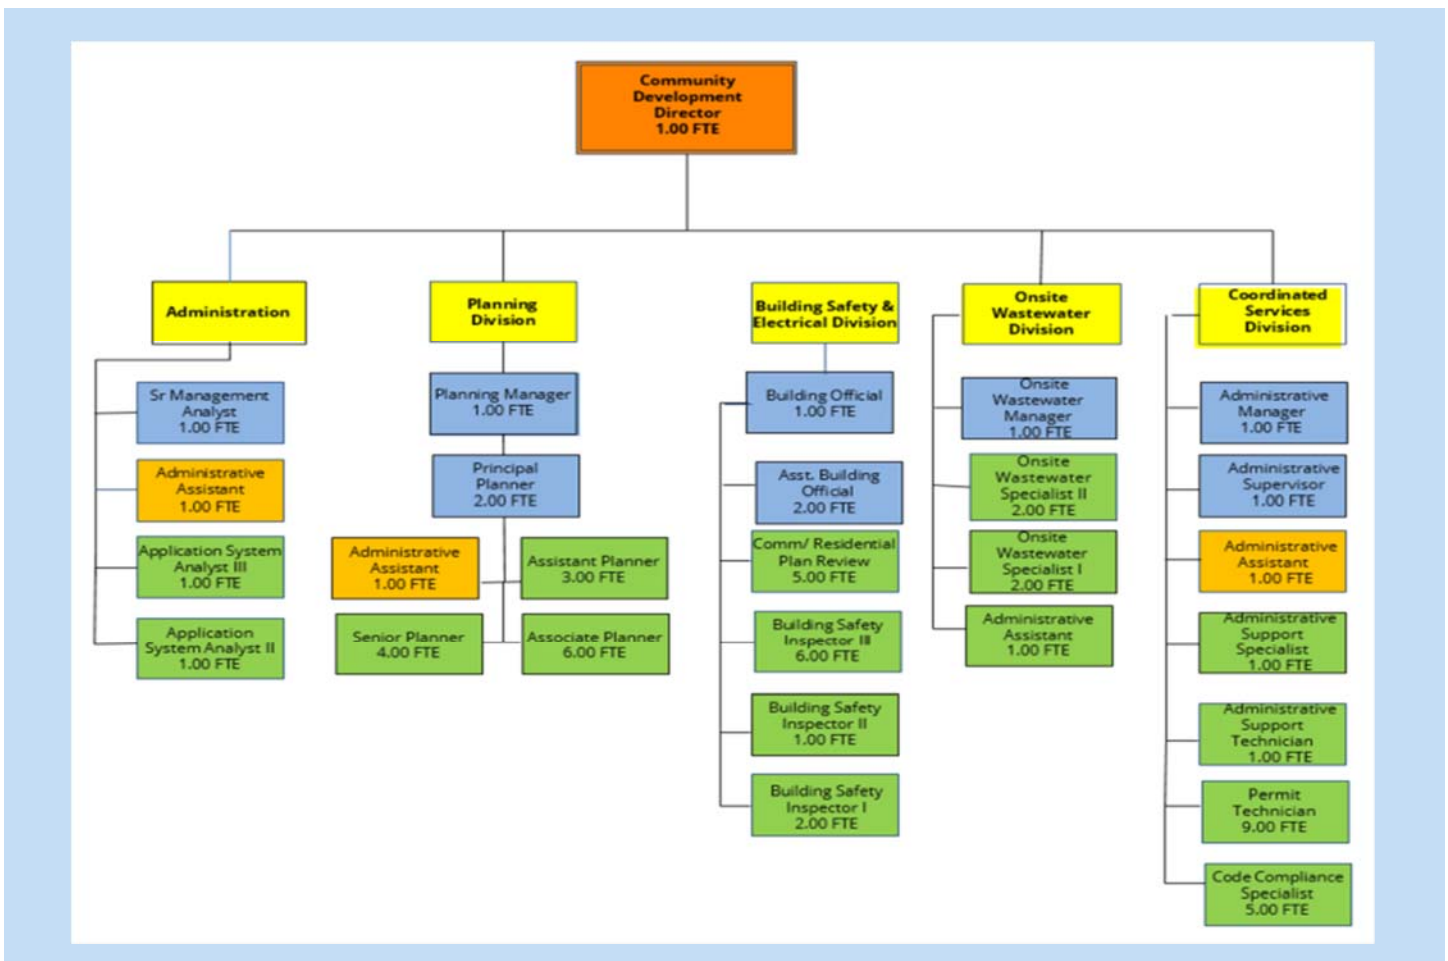 Community
Development
Director
1.00 FTE
Administration
Sr Management
Analyst
1.00 FTE
Administrative
Assistant
1.00 FTE
Application System
Analyst III
1.00 FTE
Application
System Analyst II
1.00 FTE
Planning
Division
Planning Manager
1.00 FTE
Principal
Planner
2.00 FTE
Administrative
Assistant
1.00 FTE
Assistant Planner
3.00 FTE
Senior Planner
4.00 FTE
Associate Planner
6.00 FTE
Building Safety &
Electrical Division
Building Official
1.00 FTE
Asst. Building
Official
2.00 FTE
Comm/ Residential
Plan Review
5.00 FTE
Building Safety
Inspector III
6.00 FTE
Building Safety
Inspector II
1.00 FTE
Building Safety
Inspector I
2.00 FTE
Onsite
Wastewater
Division
Onsite
Wastewater
Manager
1.00 FTE
Onsite
Wastewater
Specialist II
2.00 FTE
Onsite
Wastewater
Specialist I
2.00 FTE
Administrative
Assistant
1.00 FTE
Coordinated
Services
Division
Administrative
Manager
1.00 FTE
Administrative
Supervisor
1.00 FTE
Administrative
Assistant
1.00 FTE
Administrative
Support
Specialist
1.00 FTE
Administrative
Support
Technician
1.00 FTE
Permit
Technician
9.00 FTE
Code Compliance
Specialist
5.00 FTE